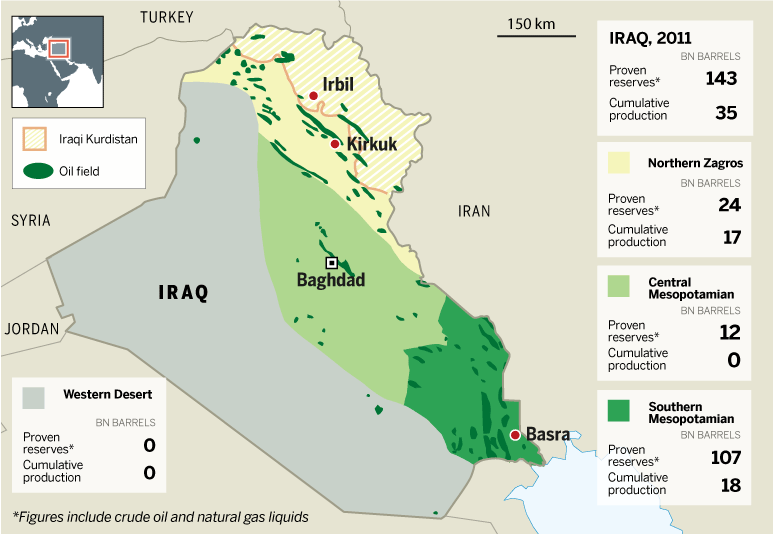 TURKEY
150 km
IRAQ, 2011
BN BARRELS
Proven
reserves*
143
Cumulative
production
35
Iraqi Kurdistan
Oil field
Irbil
Kirkuk
Northern Zagros
BN BARRELS
Proven
reserves*
24
Cumulative
production
17
SYRIA
IRAN
IRAQ
Baghdad
Central
Mesopotamian
BN BARRELS
Proven
reserves*
12
Cumulative
production
0
JORDAN
Western Desert
BN BARRELS
Proven
reserves*
0
Cumulative
production
0
Southern
Mesopotamian
BN BARRELS
Proven
reserves*
107
Cumulative
production
18
Basra
*Figures include crude oil and natural gas liquids